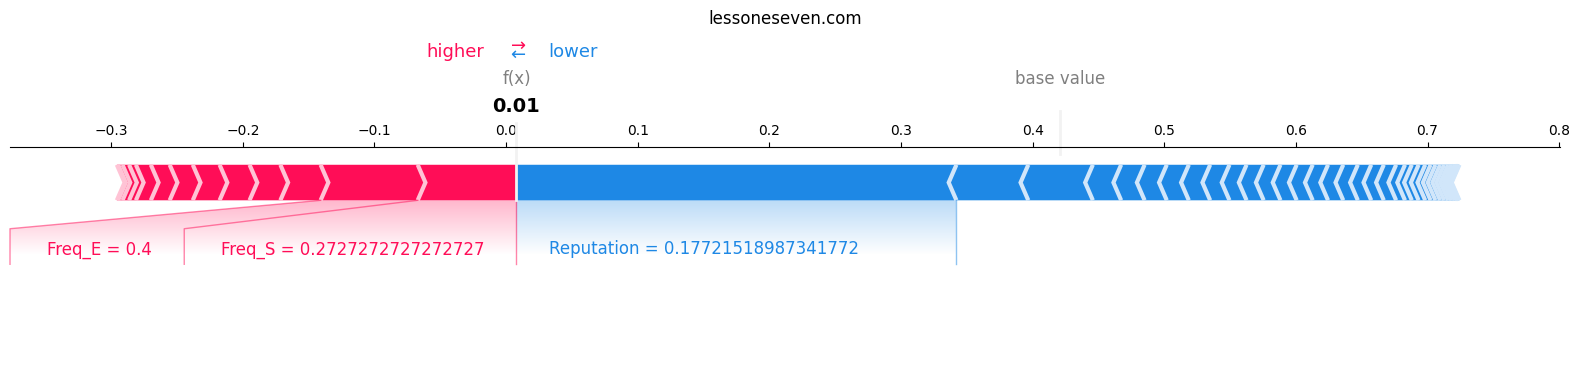 lessoneseven.com
higher ⇄ lower
f(x) base value
0.01
−0.3 −0.2 −0.1 0.0 0.1 0.2 0.3 0.4 0.5 0.6 0.7 0.8
Freq_E = 0.4 Freq_S = 0.2727272727272727 Reputation = 0.17721518987341772